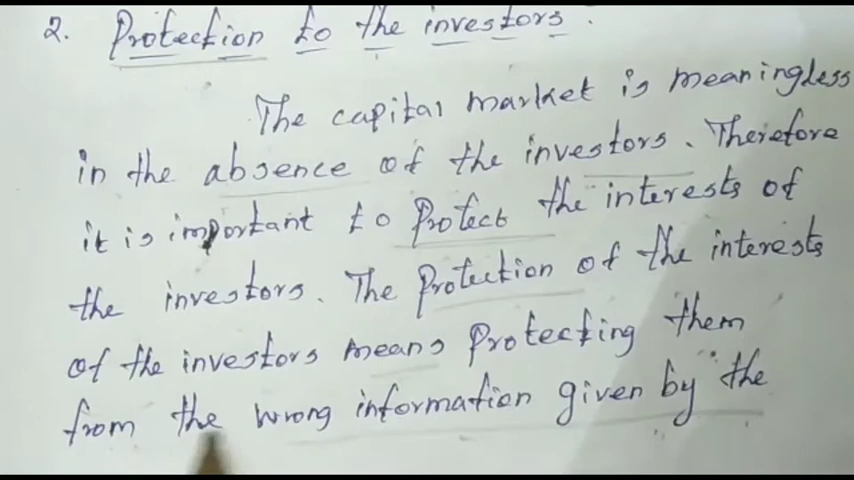 2. Protection to the investors.
The capital market is meaningless
in the absence of the investors. Therefore
it is important to protect the interests of
the investors. The protection of the interests
of the investors means protecting them
from the wrong information given by the